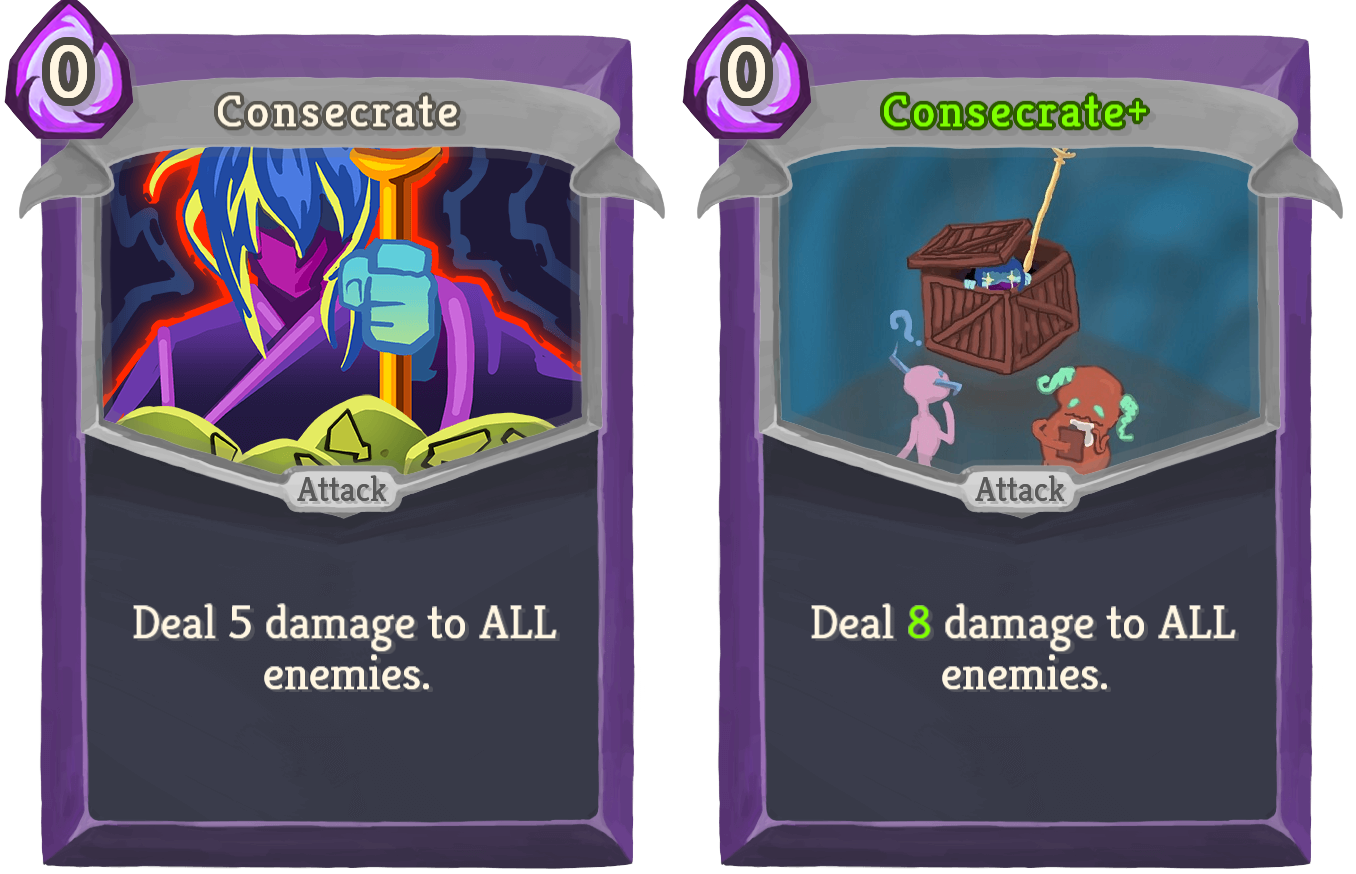 0
Consecrate
Attack
Deal 5 damage to ALL
enemies.
0
Consecrate+
?
Attack
Deal 8 damage to ALL
enemies.